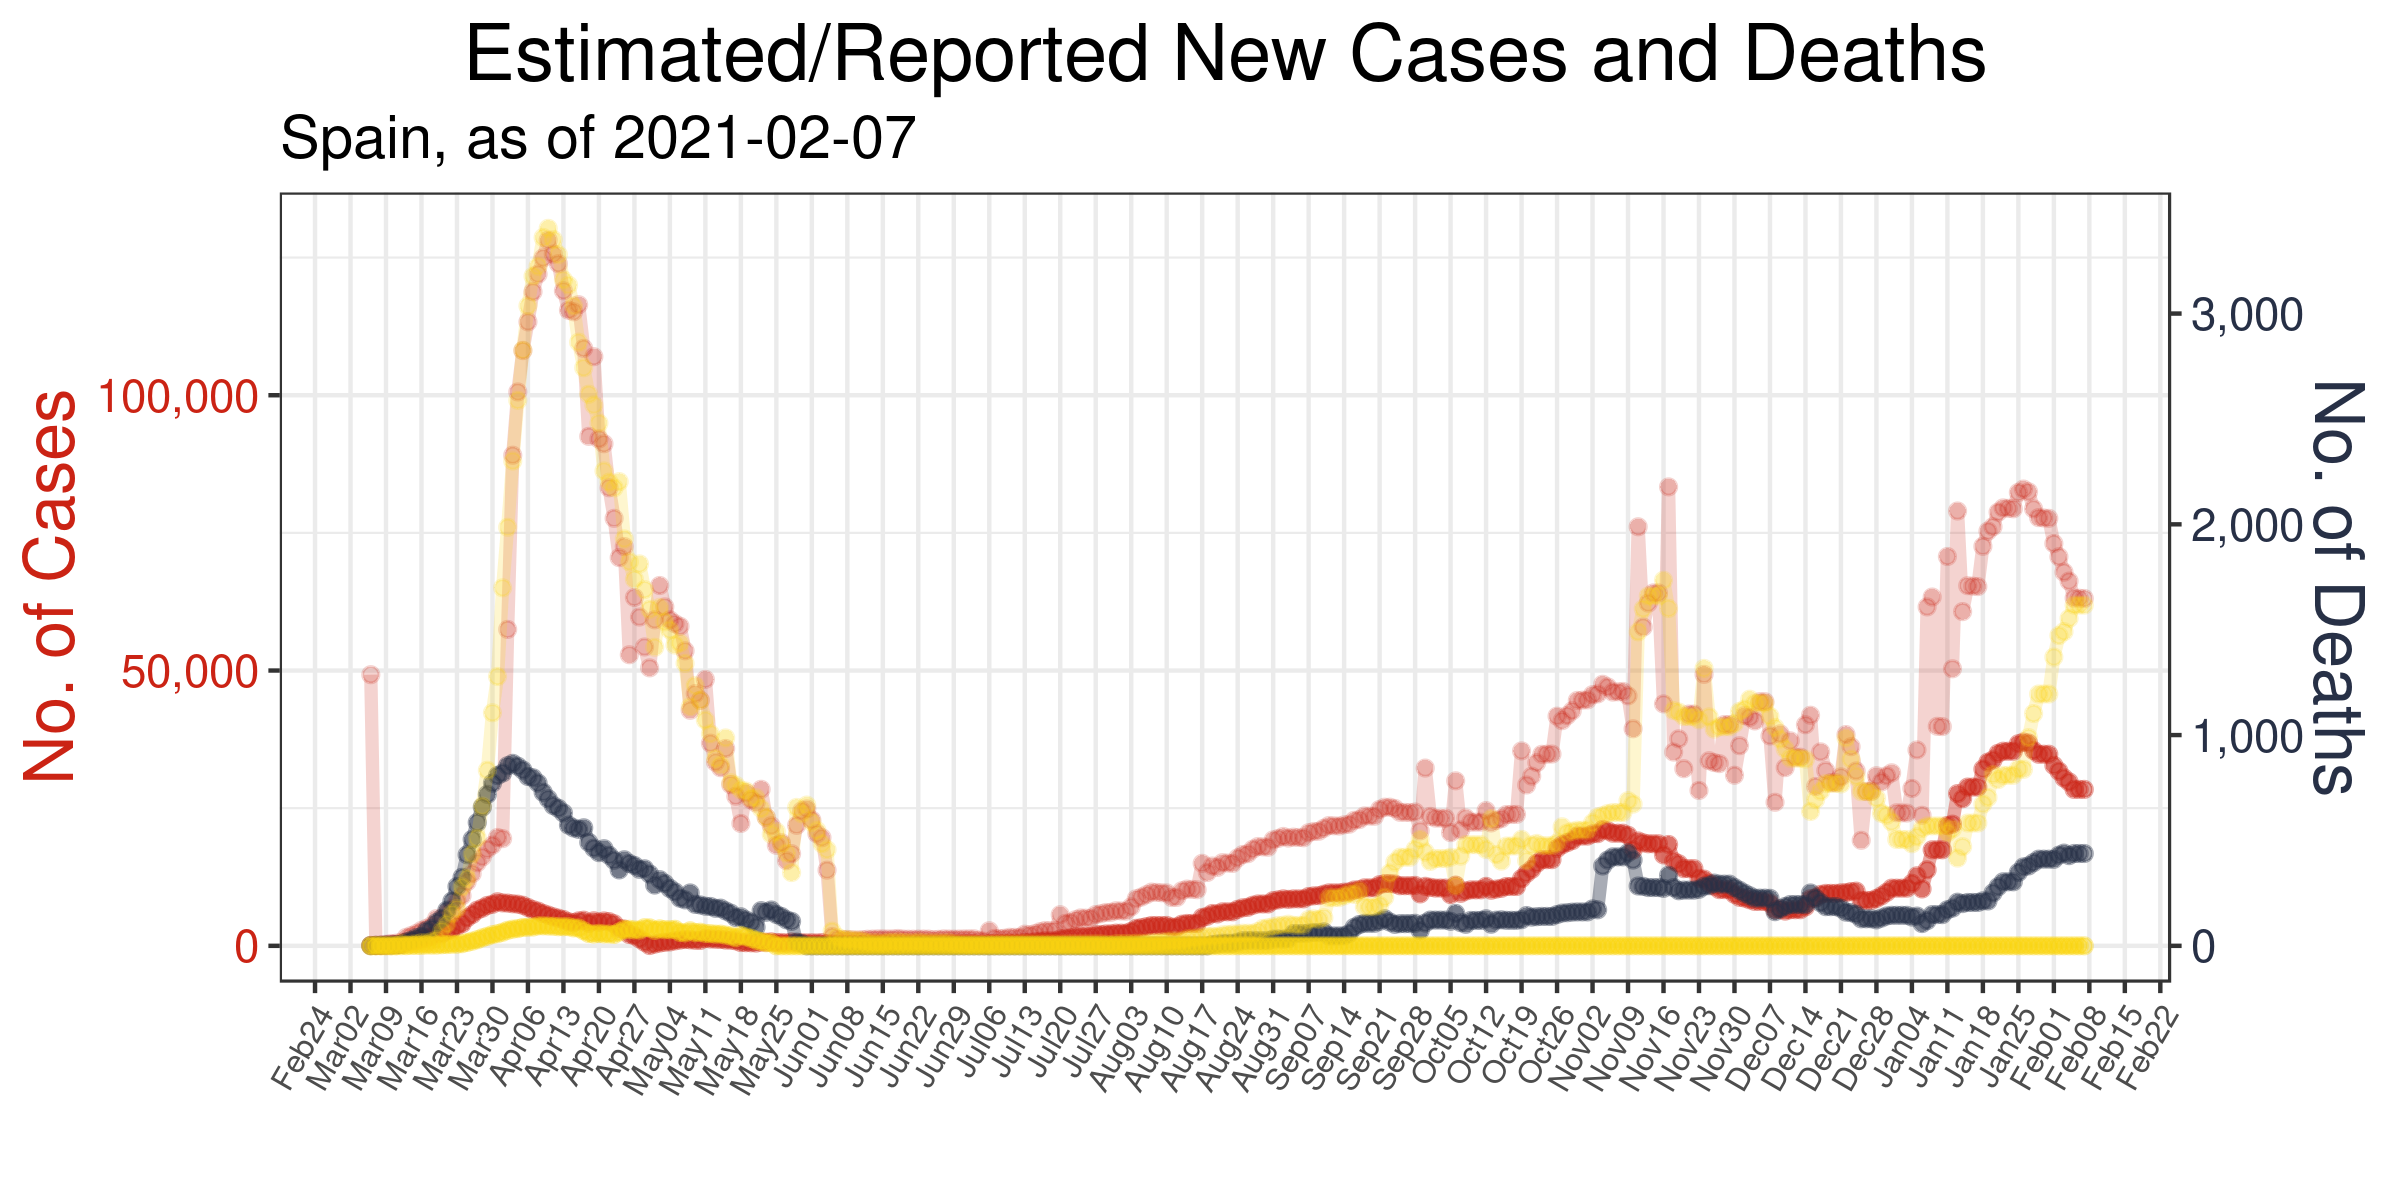 Estimated/Reported New Cases and Deaths
Spain, as of 2021-02-07
No. of Cases
100,000
50,000
0
3,000
2,000
1,000
0
No. of Deaths
Feb24
Mar02
Mar09
Mar16
Mar23
Mar30
Apr06
Apr13
Apr20
Apr27
May04
May11
May18
May25
Jun01
Jun08
Jun15
Jun22
Jun29
Jul06
Jul13
Jul20
Jul27
Aug03
Aug10
Aug17
Aug24
Aug31
Sep07
Sep14
Sep21
Sep28
Oct05
Oct12
Oct19
Oct26
Nov02
Nov09
Nov16
Nov23
Nov30
Dec07
Dec14
Dec21
Dec28
Jan04
Jan11
Jan18
Jan25
Feb01
Feb08
Feb15
Feb22